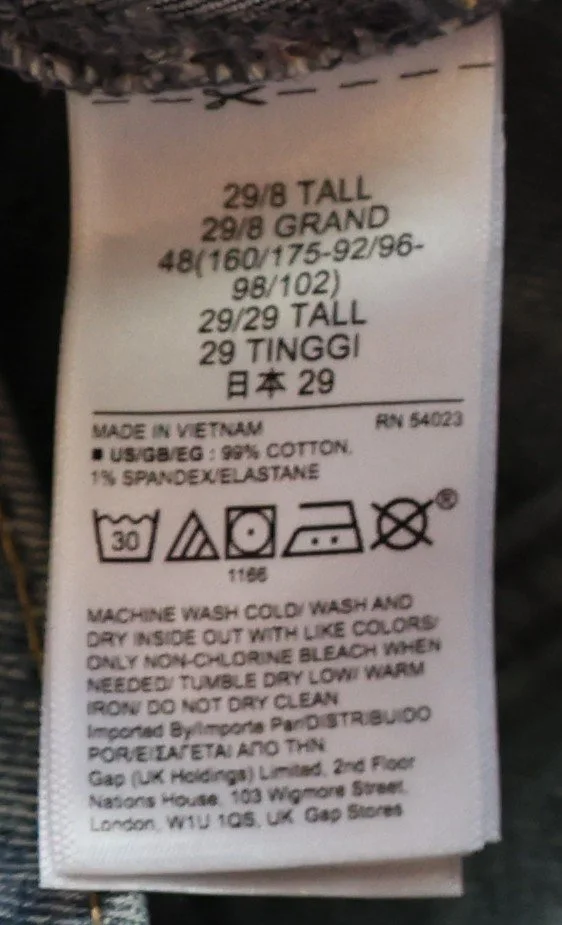 29/8 TALL
29/8 GRAND
48(160/175-92/96-
98/102)
29/29 TALL
29 TINGGI
日本 29
MADE IN VIETNAM RN 54023
■ US/GB/EG : 99% COTTON,
1% SPANDEX/ELASTANE
30
®
1166
MACHINE WASH COLD/ WASH AND
DRY INSIDE OUT WITH LIKE COLORS/
ONLY NON-CHLORINE BLEACH WHEN
NEEDED/ TUMBLE DRY LOW/ WARM
IRON/ DO NOT DRY CLEAN
Imported By/Importe Par/DISTRIBUIDO
POR/ΕΙΣΑΓΕΤΑΙ ΑΠΟ ΤΗΝ
Gap (UK Holdings) Limited, 2nd Floor
Nations House, 103 Wigmore Street,
London, W1U 1QS, UK Gap Stores